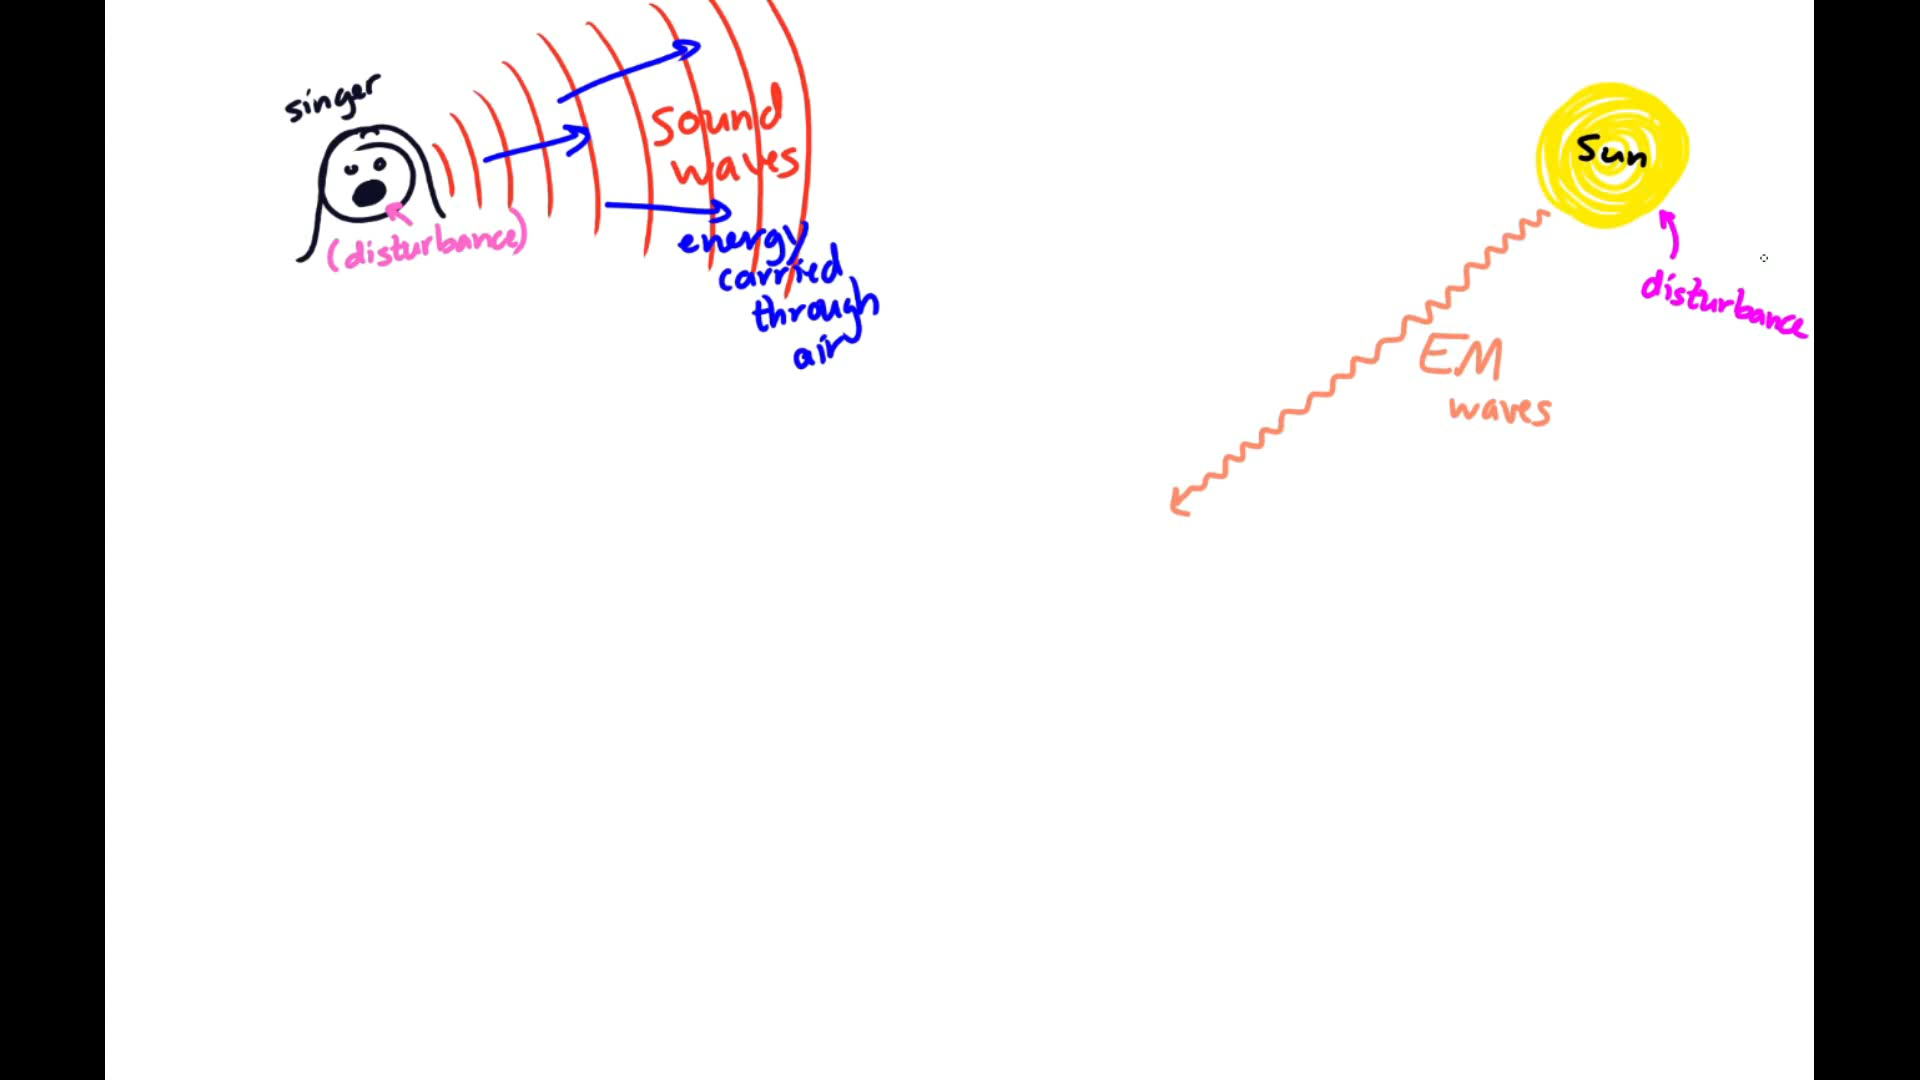 singer
(disturbance)
sound
waves
energy
carried
through
air
Sun
disturbance
EM
waves